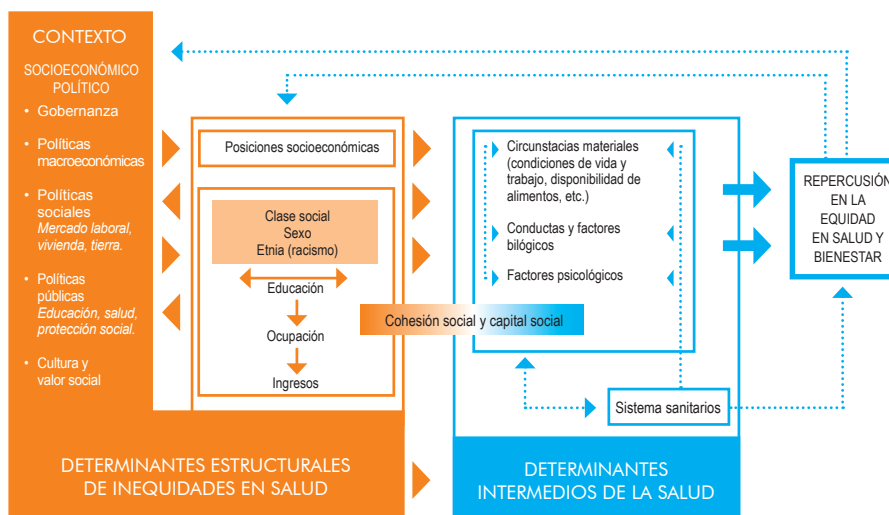 CONTEXTO
SOCIOECONÓMICO
POLÍTICO
• Gobernanza
• Políticas
macroeconómicas
• Políticas
sociales
Mercado laboral,
vivienda, tierra.
• Políticas
públicas
Educación, salud,
protección social.
• Cultura y
valor social
Posiciones socioeconómicas
Clase social
Sexo
Etnia (racismo)
Educación
Ocupación
Ingresos
Cohesión social y capital social
Circunstacias materiales
(condiciones de vida y
trabajo, disponibilidad de
alimentos, etc.)
Conductas y factores
bilógicos
Factores psicológicos
Sistema sanitarios
REPERCUSIÓN
EN LA
EQUIDAD
EN SALUD Y
BIENESTAR
DETERMINANTES ESTRUCTURALES
DE INEQUIDADES EN SALUD
DETERMINANTES
INTERMEDIOS DE LA SALUD